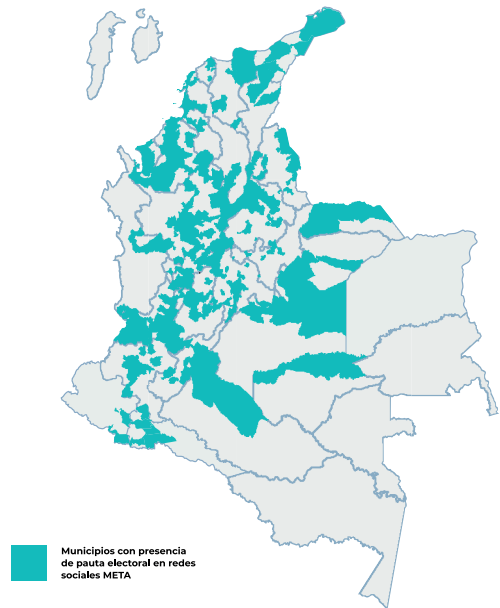 Municipios con presencia
de pauta electoral en redes
sociales META